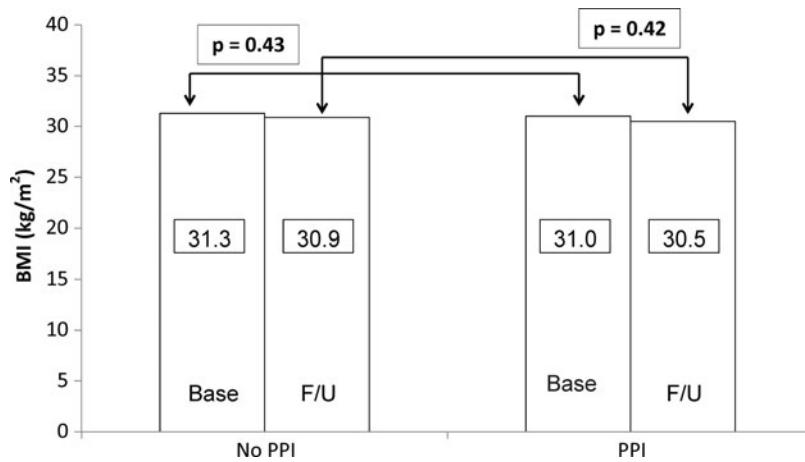 40
35
30
25
20
15
10
5
0
BMI (kg/m²)
p = 0.43
p = 0.42
31.3
30.9
31.0
30.5
Base
F/U
Base
F/U
No PPI
PPI